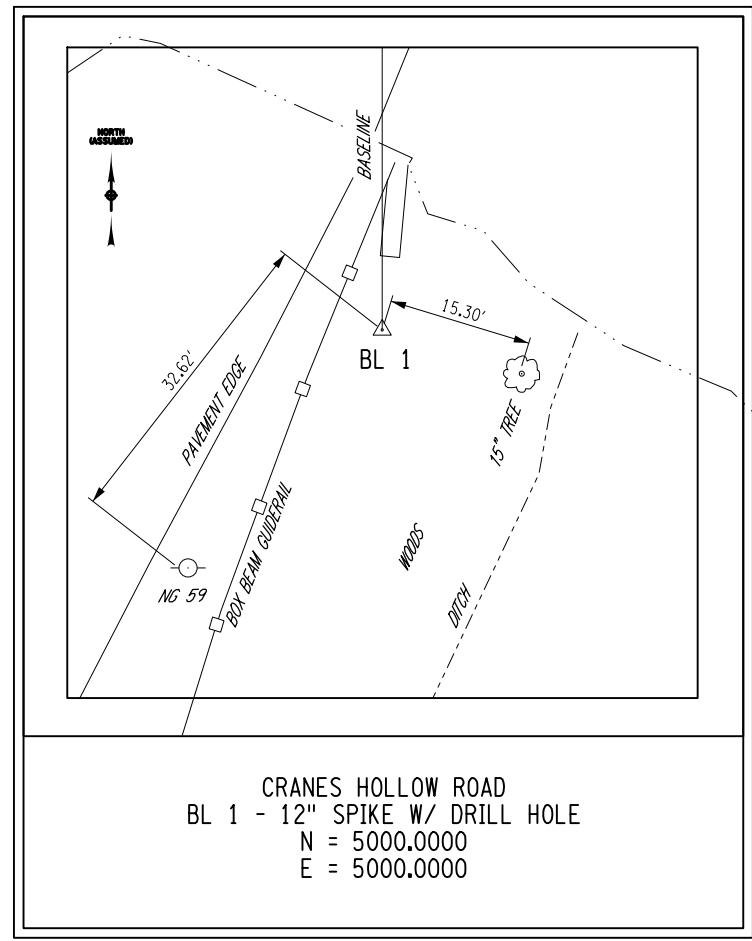 NORTH
(ASSUMED)
BASELINE
15.30'
BL 1
32.62'
PAVEMENT EDGE
15" TREE
BOX BEAM GUIDERAIL
WOODS
NG 59
DITCH
CRANES HOLLOW ROAD
BL 1 - 12" SPIKE W/ DRILL HOLE
N = 5000.0000
E = 5000.0000